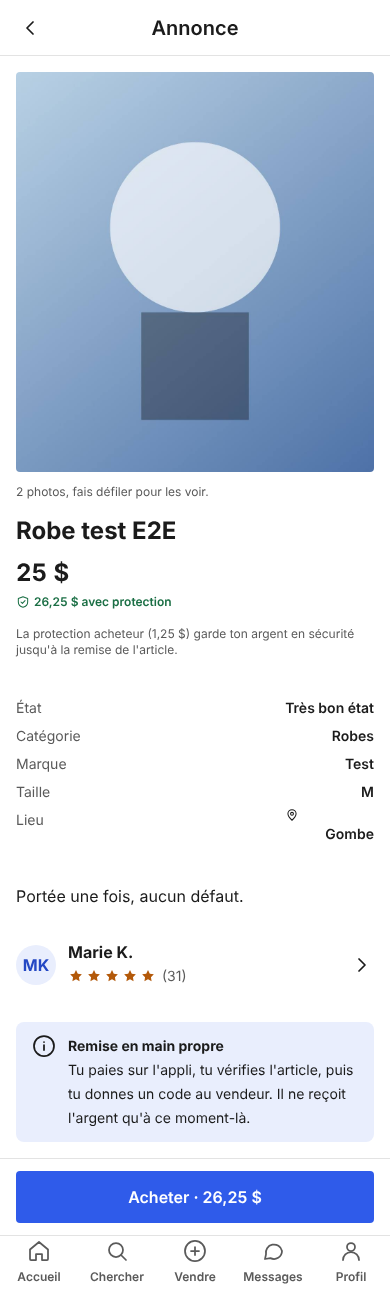 Annonce
2 photos, fais défiler pour les voir.
Robe test E2E
25 $
26,25 $ avec protection
La protection acheteur (1,25 $) garde ton argent en sécurité
jusqu'à la remise de l'article.
État Très bon état
Catégorie Robes
Marque Test
Taille M
Lieu Gombe
Portée une fois, aucun défaut.
MK
Marie K.
(31)
Remise en main propre
Tu paies sur l'appli, tu vérifies l'article, puis
tu donnes un code au vendeur. Il ne reçoit
l'argent qu'à ce moment-là.
Acheter · 26,25 $
Accueil Chercher Vendre Messages Profil